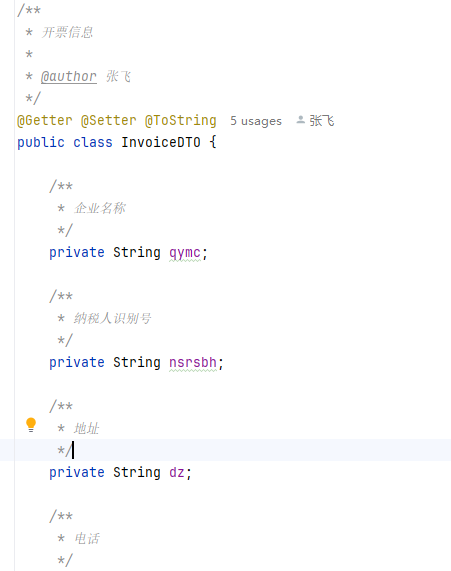 /**
 * 开票信息
 *
 * @author 张飞
 */
@Getter @Setter @ToString 5 usages 张飞
public class InvoiceDTO {
    /**
     * 企业名称
     */
    private String qymc;
    /**
     * 纳税人识别号
     */
    private String nsrsbh;
    /**
     * 地址
     */
    private String dz;
    /**
     * 电话
     */